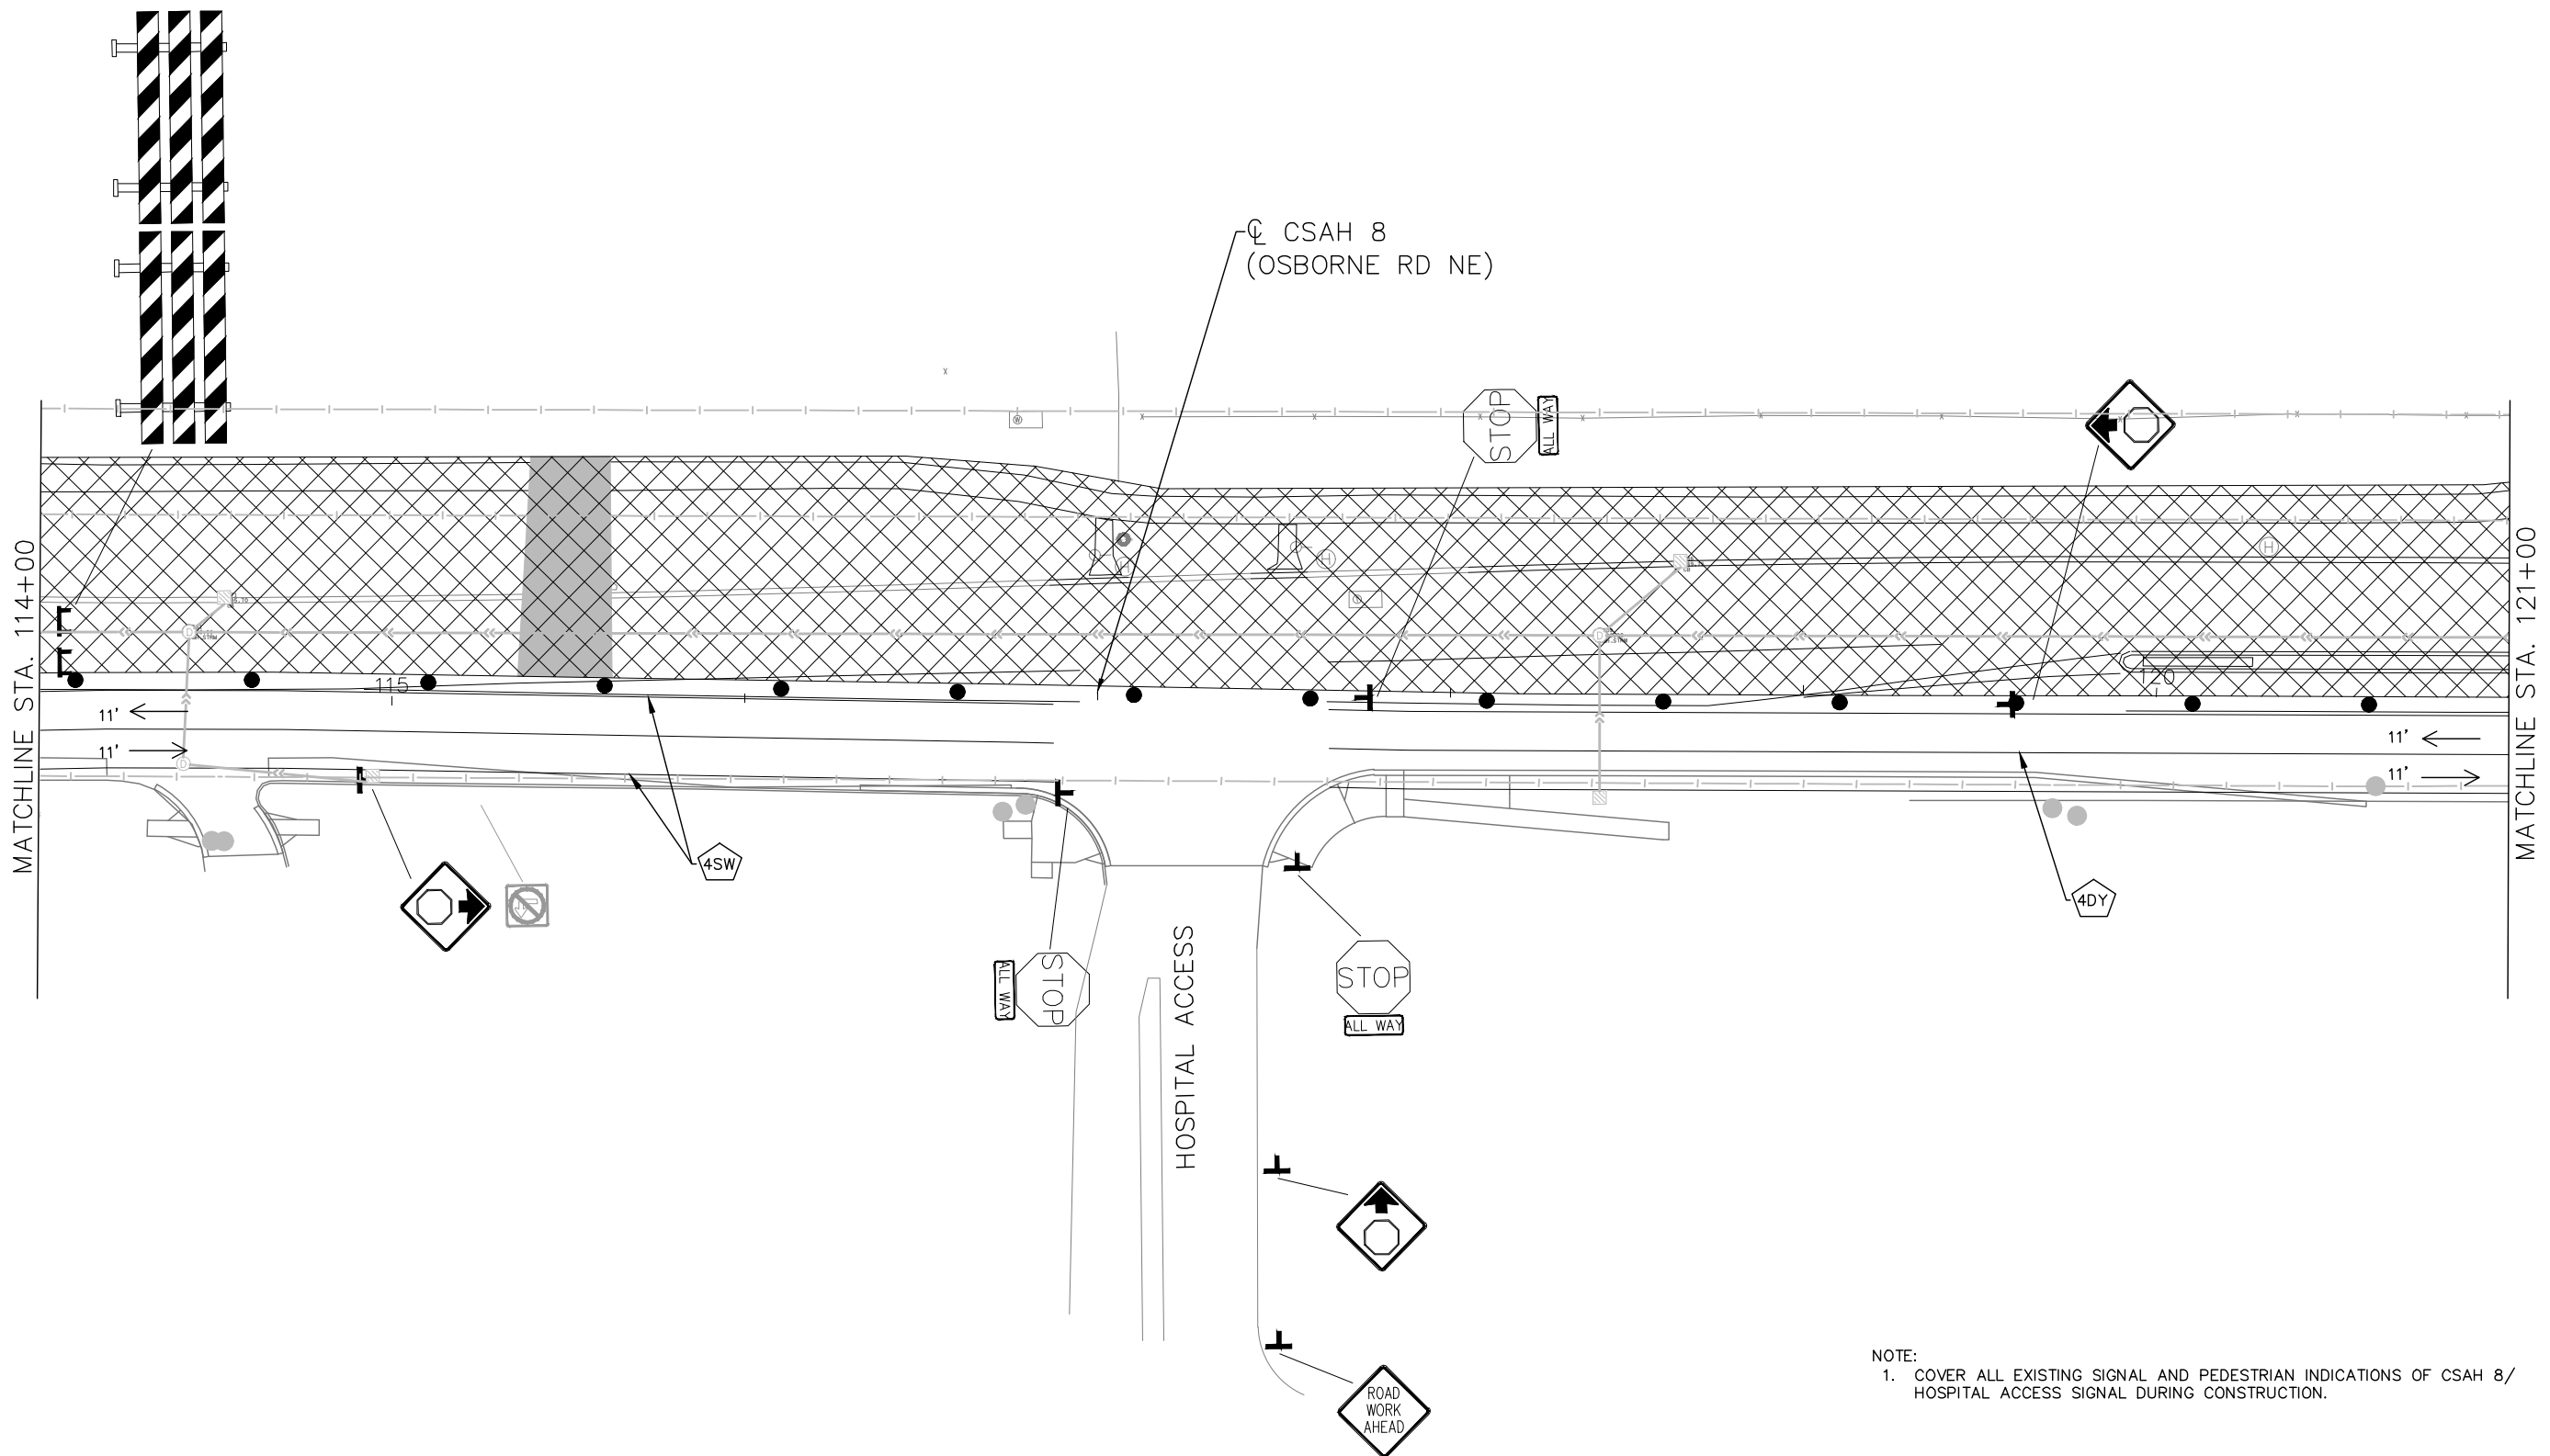 ℄ CSAH 8
(OSBORNE RD NE)
STOP
ALL WAY
MATCHLINE STA. 114+00
MATCHLINE STA. 121+00
H
H
H
D
D
115
120
11'
11'
11'
11'
D
4SW
4DY
STOP
ALL WAY
HOSPITAL ACCESS
STOP
ALL WAY
ROAD
WORK
AHEAD
NOTE:
1. COVER ALL EXISTING SIGNAL AND PEDESTRIAN INDICATIONS OF CSAH 8/
HOSPITAL ACCESS SIGNAL DURING CONSTRUCTION.